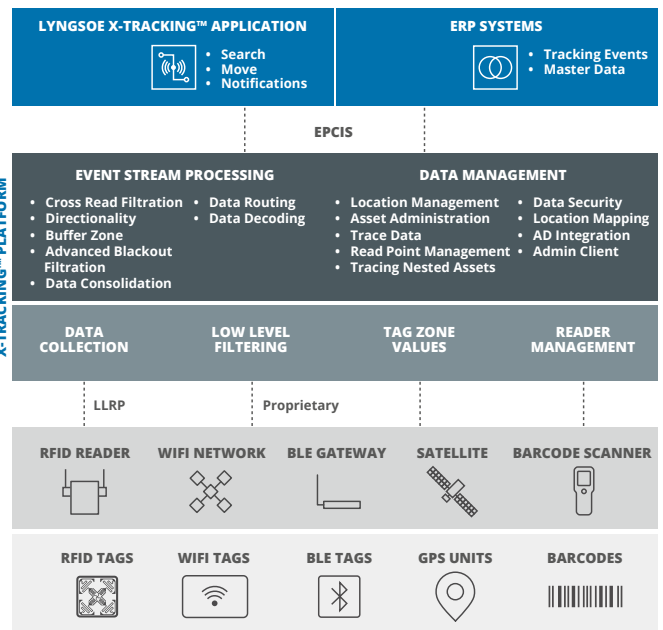 LYNGSOE X-TRACKING™ APPLICATION
• Search
• Move
• Notifications
ERP SYSTEMS
• Tracking Events
• Master Data
EPCIS
X-TRACKING™ PLATFORM
EVENT STREAM PROCESSING
• Cross Read Filtration
• Directionality
• Buffer Zone
• Advanced Blackout
Filtration
• Data Consolidation
• Data Routing
• Data Decoding
DATA MANAGEMENT
• Location Management
• Asset Administration
• Trace Data
• Read Point Management
• Tracing Nested Assets
• Data Security
• Location Mapping
• AD Integration
• Admin Client
DATA
COLLECTION
LOW LEVEL
FILTERING
TAG ZONE
VALUES
READER
MANAGEMENT
LLRP
Proprietary
RFID READER
WIFI NETWORK
BLE GATEWAY
SATELLITE
BARCODE SCANNER
RFID TAGS
WIFI TAGS
BLE TAGS
GPS UNITS
BARCODES